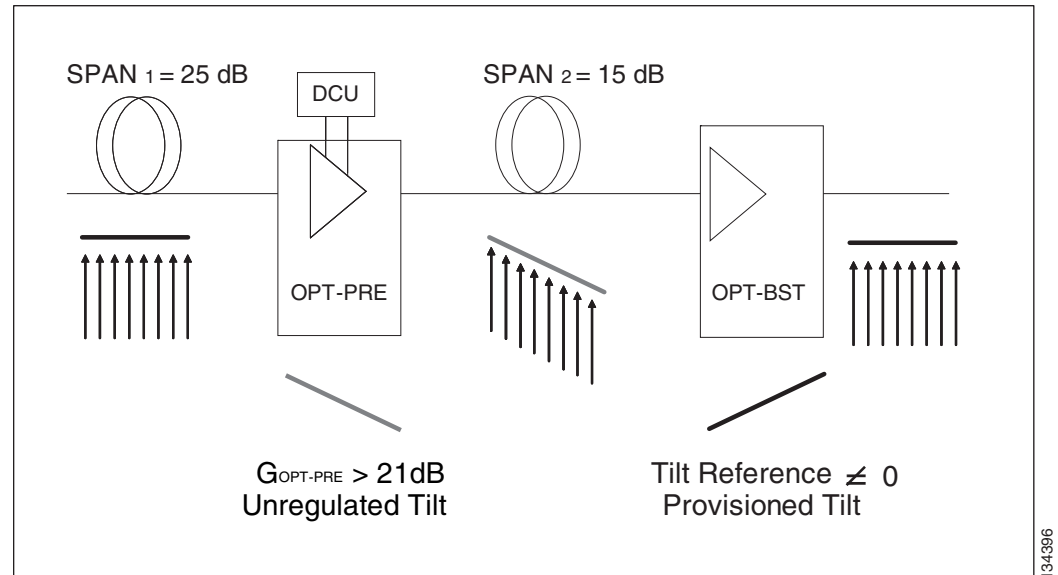 SPAN 1 = 25 dB
DCU
SPAN 2 = 15 dB
OPT-PRE
OPT-BST
GOPT-PRE > 21dB
Unregulated Tilt
Tilt Reference ≠ 0
Provisioned Tilt
134396